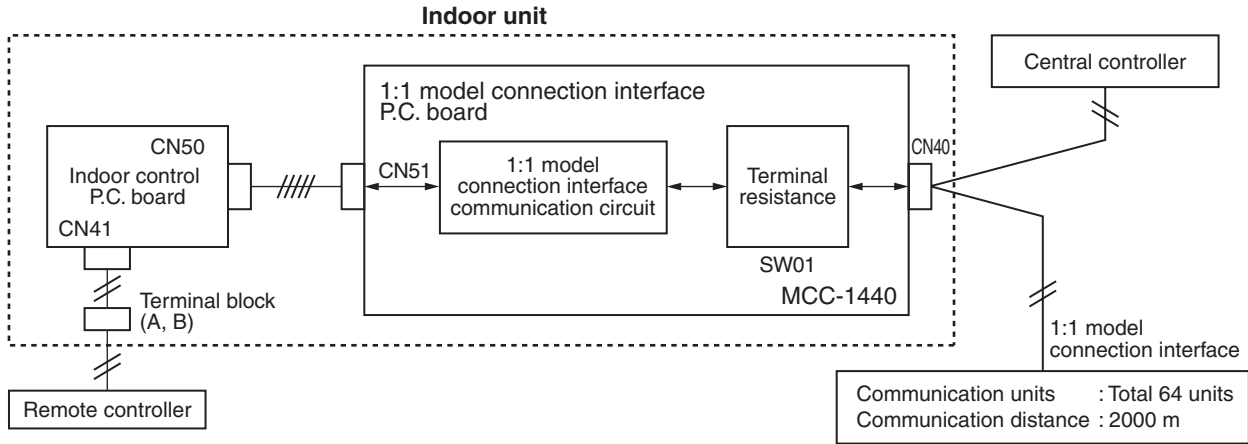 Indoor unit
Central controller
1:1 model connection interface
P.C. board
CN50
Indoor control
P.C. board
CN41
CN51
1:1 model
connection interface
communication circuit
Terminal
resistance
SW01
MCC-1440
CN40
Terminal block
(A, B)
Remote controller
1:1 model
connection interface
Communication units : Total 64 units
Communication distance : 2000 m